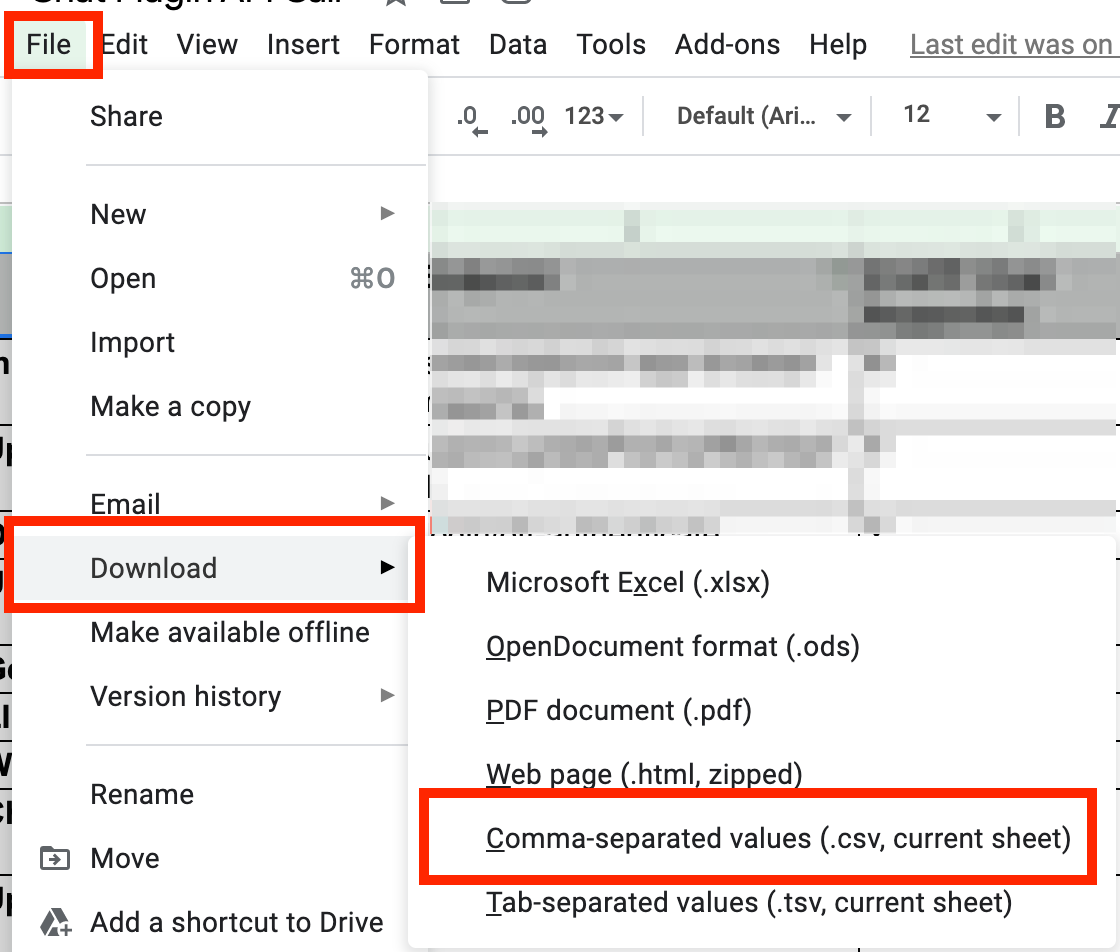 File Edit View Insert Format Data Tools Add-ons Help Last edit was on
Share
.0 .00 123 Default (Ari... 12 B I
New
Open ⌘O
Import
Make a copy
Email
Download
Make available offline
Version history
Rename
Move
Add a shortcut to Drive
Microsoft Excel (.xlsx)
OpenDocument format (.ods)
PDF document (.pdf)
Web page (.html, zipped)
Comma-separated values (.csv, current sheet)
Tab-separated values (.tsv, current sheet)